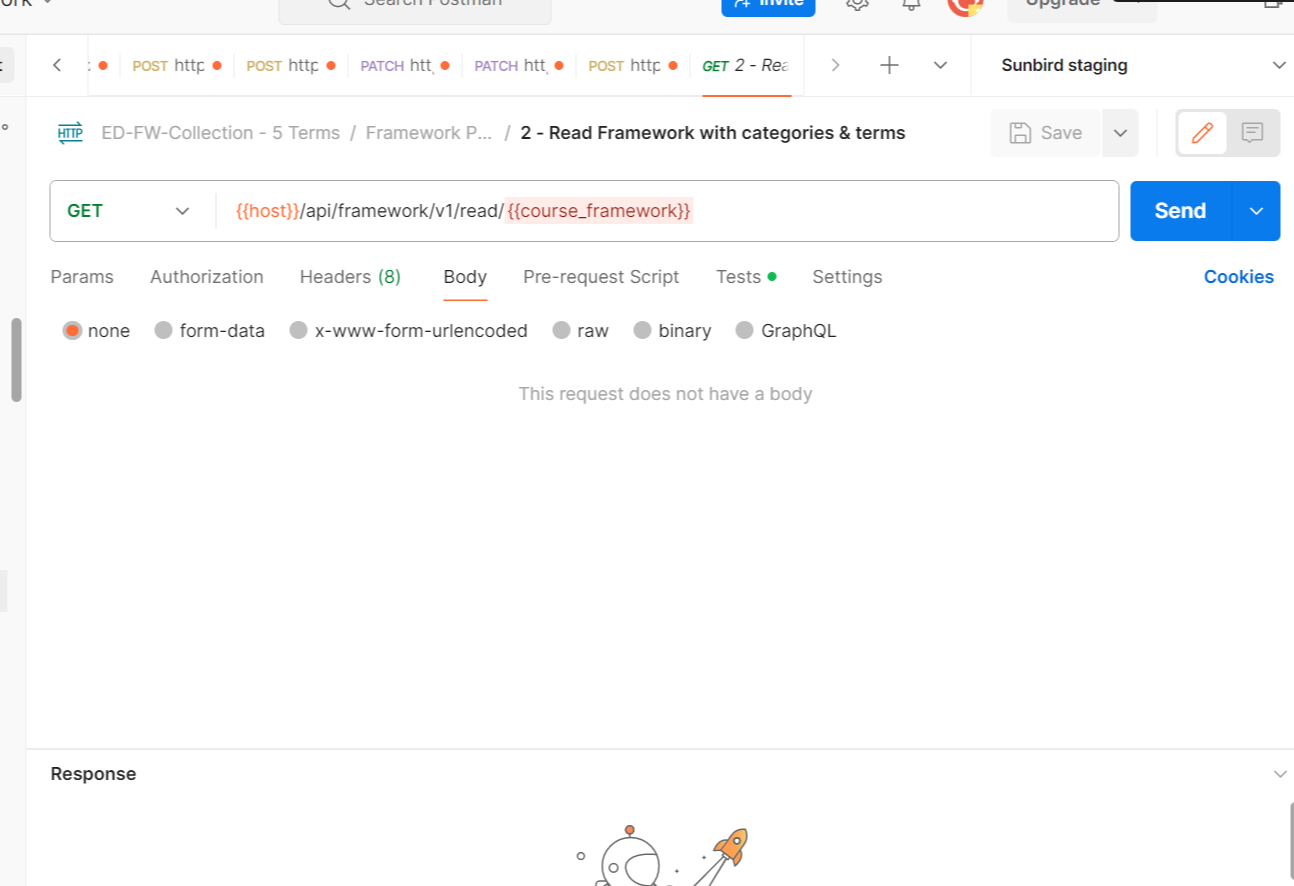 Search Postman
Invite
Upgrade
POST http
POST http
PATCH htt
PATCH htt
POST http
GET 2 - Rea
Sunbird staging
HTTP ED-FW-Collection - 5 Terms / Framework P... / 2 - Read Framework with categories & terms
Save
GET
{{host}}/api/framework/v1/read/{{course_framework}}
Send
Params Authorization Headers (8) Body Pre-request Script Tests Settings Cookies
none form-data x-www-form-urlencoded raw binary GraphQL
This request does not have a body
Response